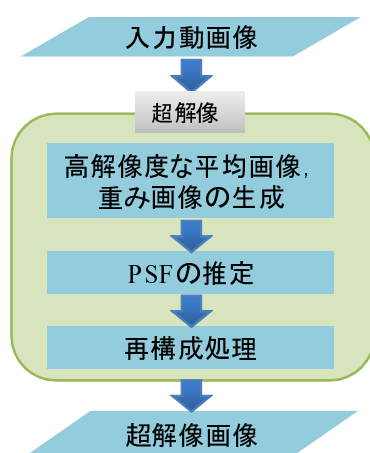 入力動画像
超解像
高解像度な平均画像,
重み画像の生成
PSFの推定
再構成処理
超解像画像